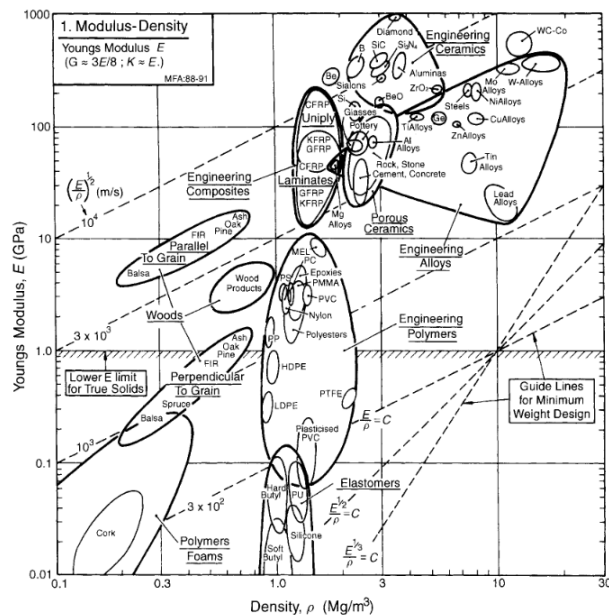 1. Modulus-Density
Youngs Modulus E
(G ≈ 3E/8 ; K ≈ E.)
MFA:88-91
1000
100
10
1.0
0.1
0.01
Youngs Modulus, E (GPa)
0.1
0.3
1.0
3
10
30
Density, ρ (Mg/m³)
Diamond
B
SiC
Si₃N₄
Engineering
Ceramics
WC-Co
Be
Sialons
Aluminas
Mo
Alloys
W-Alloys
Si
BeO
ZrO₂
Steels
Ni Alloys
CFRP
Uniply
Glasses
Pottery
Ti Alloys
Ge
Cu Alloys
Zn Alloys
KFRP
GFRP
Al
Alloys
CFRP
Laminates
Rock, Stone
Cement, Concrete
Tin
Alloys
Engineering
Composites
GFRP
KFRP
Mg
Alloys
Porous
Ceramics
Lead
Alloys
Engineering
Alloys
(E/ρ)^½ (m/s)
10⁴
Ash
Oak
Pine
FIR
Parallel
To Grain
Balsa
MEL
PC
Epoxies
PS
PMMA
PVC
Nylon
Polyesters
Wood
Products
Woods
Engineering
Polymers
3 x 10³
PP
Ash
Oak
Pine
FIR
HDPE
Lower E limit
for True Solids
Perpendicular
To Grain
Guide Lines
for Minimum
Weight Design
PTFE
LDPE
Spruce
Balsa
Plasticised
PVC
E/ρ = C
10³
Hard
Butyl
PU
Elastomers
3 x 10²
E^½/ρ = C
Cork
Polymers
Foams
Soft
Butyl
Silicone
E^⅓/ρ = C